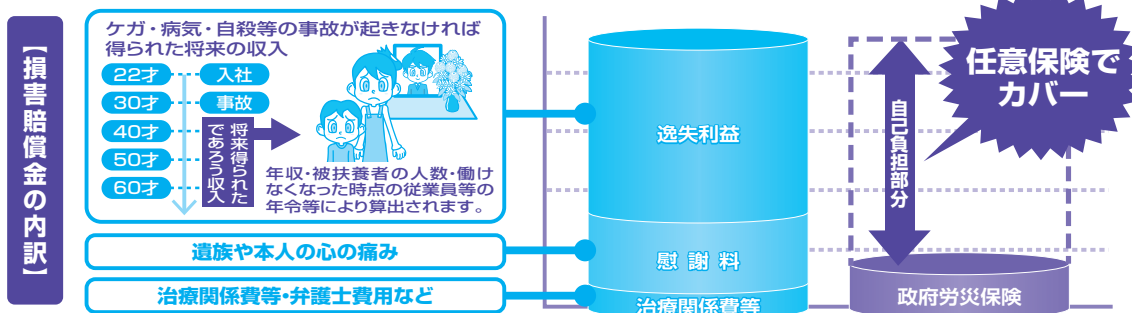 【損害賠償金の内訳】
ケガ・病気・自殺等の事故が起きなければ
得られた将来の収入
22才
入社
30才
事故
40才
50才
60才
将来得られた
であろう収入
年収・被扶養者の人数・働け
なくなった時点の従業員等の
年令等により算出されます。
遺族や本人の心の痛み
治療関係費等・弁護士費用など
逸失利益
慰謝料
治療関係費等
自己負担部分
任意保険で
カバー
政府労災保険